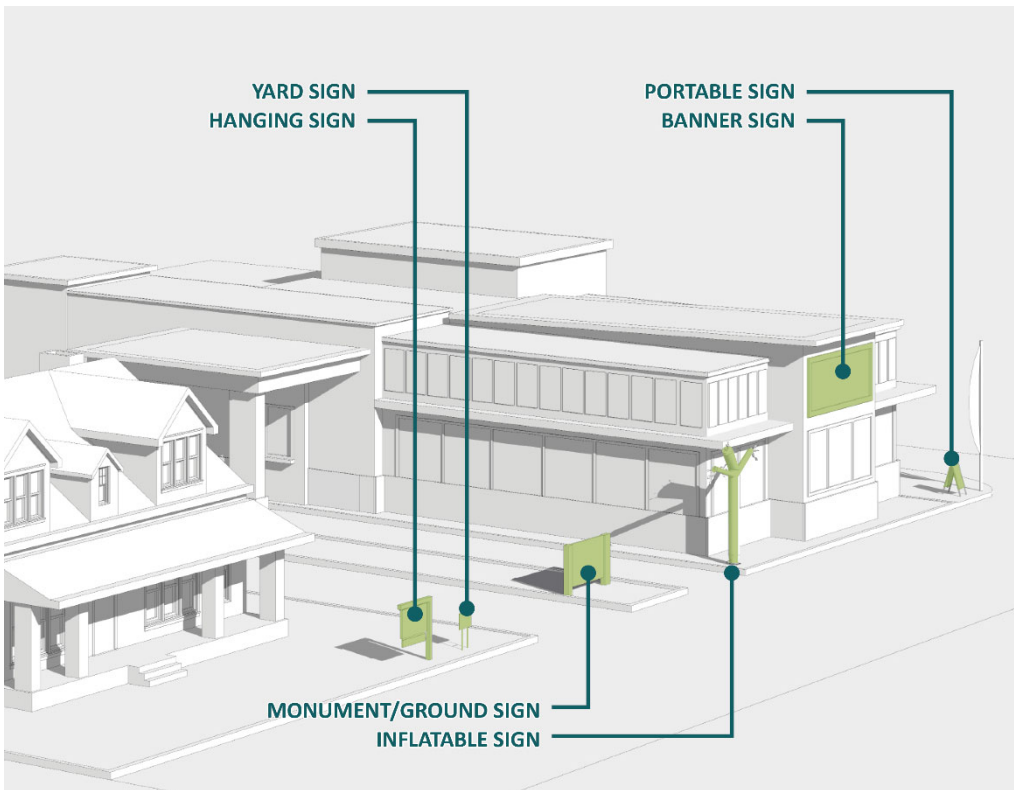 YARD SIGN
HANGING SIGN
PORTABLE SIGN
BANNER SIGN
MONUMENT/GROUND SIGN
INFLATABLE SIGN